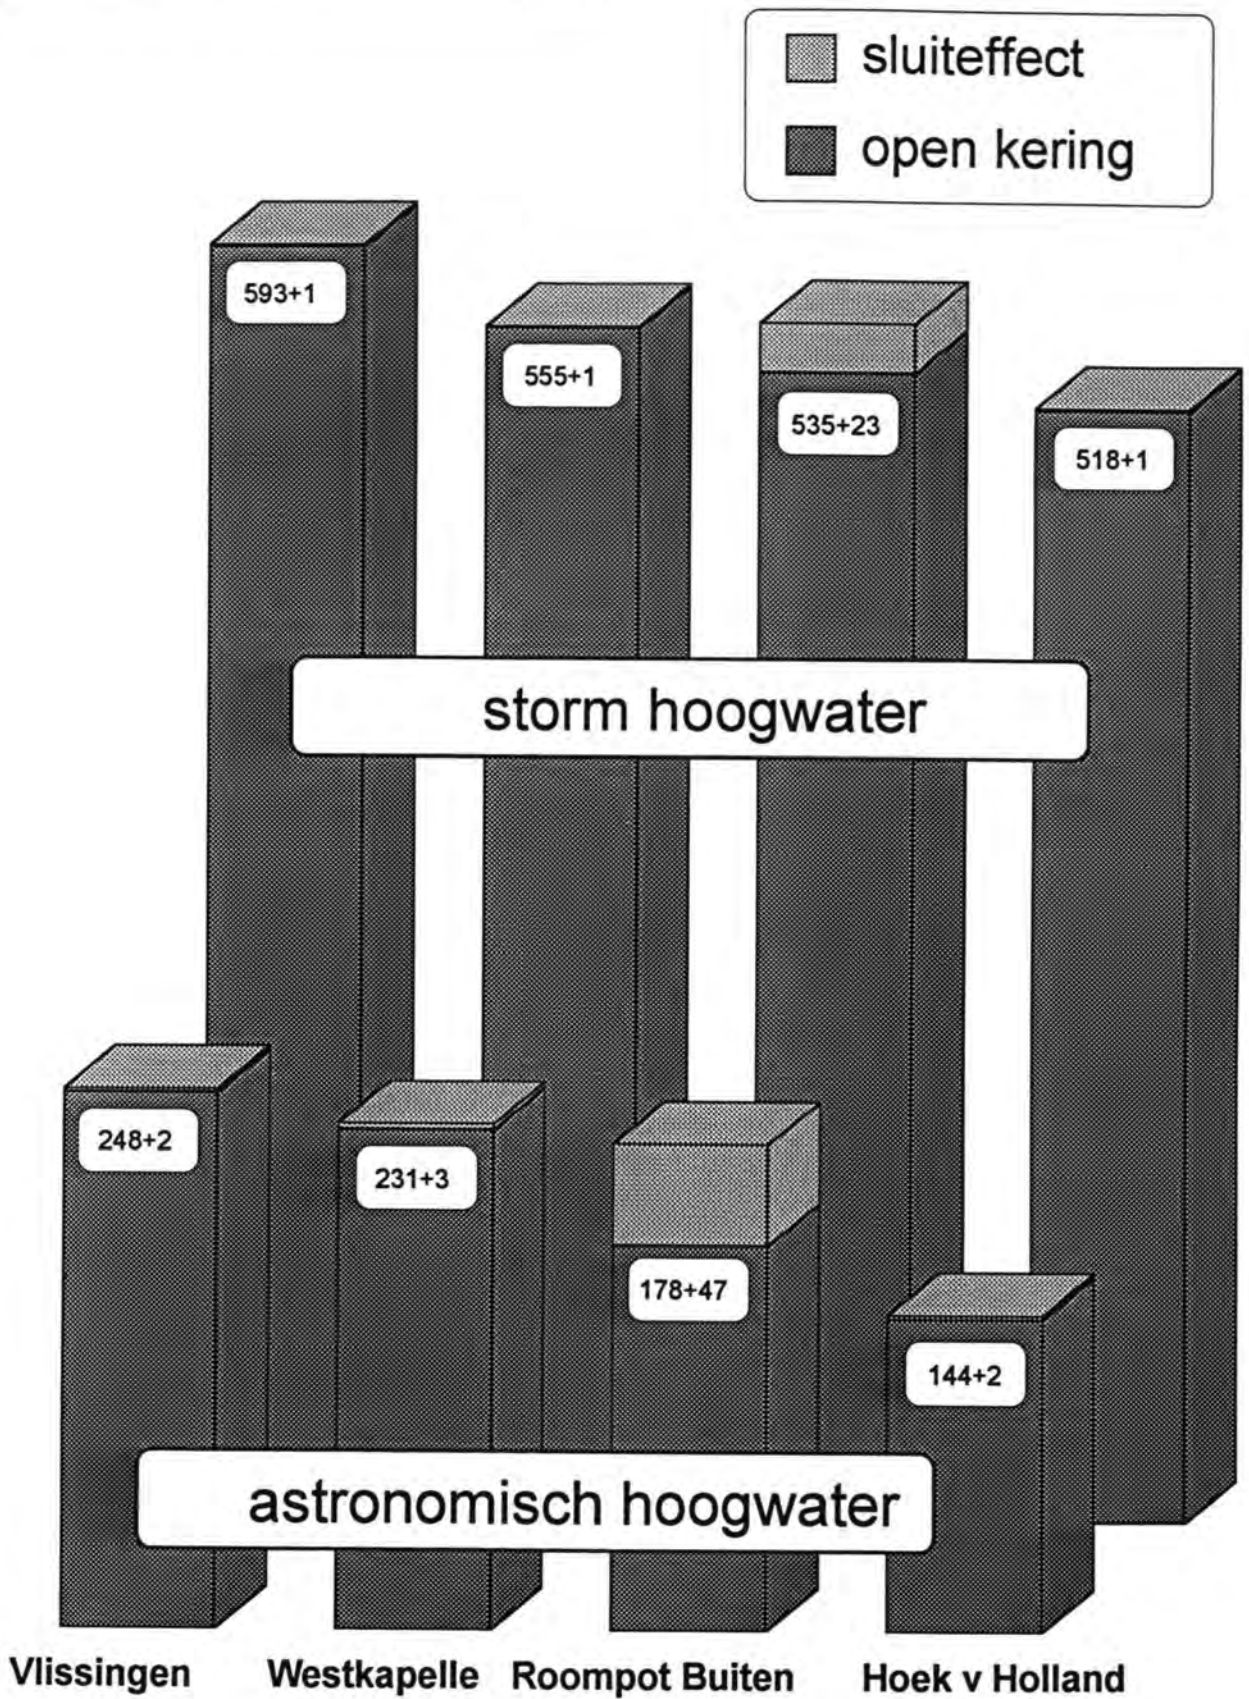 sluiteffect
open kering
593+1
555+1
535+23
518+1
storm hoogwater
248+2
231+3
178+47
144+2
astronomisch hoogwater
Vlissingen
Westkapelle
Roompot Buiten
Hoek v Holland